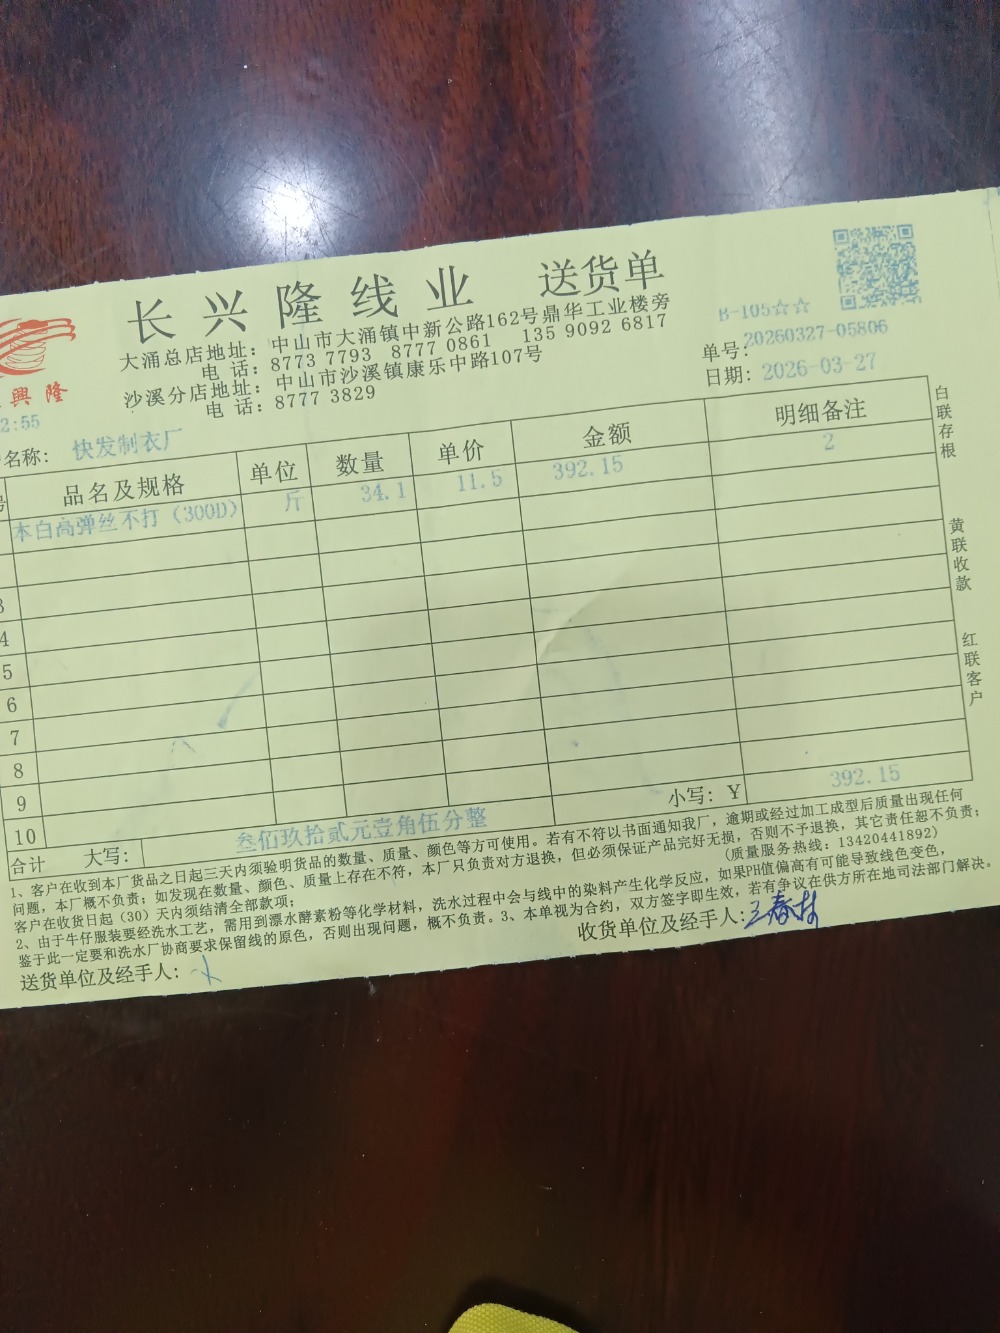 长兴隆线业 送货单
B-105☆☆
大涌总店地址：中山市大涌镇中新公路162号鼎华工业楼旁
电 话：8773 7793 8777 0861 135 9092 6817
沙溪分店地址：中山市沙溪镇康乐中路107号
电 话：8777 3829
單号：20260327-05806
日期：2026-03-27
興隆
2:55
名称：快发制衣厂
品名及规格 单位 数量 单价 金额 明细备注
本白高弹丝不打（300D） 斤 34.1 11.5 392.15 2
3
4
5
6
7
8
9
10
小写：￥ 392.15
合计 大写：叁佰玖拾贰元壹角伍分整
1、客户在收到本厂货品之日起三天内须验明货品的数量、质量、颜色等方可使用。若有不符以书面通知我厂，逾期或经过加工成型后质量出现任何
问题，本厂概不负责；如发现在数量、颜色、质量上存在不符，本厂只负责对方退换，但必须保证产品完好无损，否则不予退换，其它责任恕不负责；
客户在收货日起（30）天内须结清全部款项；
（质量服务热线：13420441892）
2、由于牛仔服装要经洗水工艺，需用到漂水酵素粉等化学材料，洗水过程中会与线中的染料产生化学反应，如果PH值偏高有可能导致线色变色，
鉴于此一定要和洗水厂协商要求保留线的原色，否则出现问题，概不负责。3、本单视为合约，双方签字即生效，若有争议在供方所在地司法部门解决。
送货单位及经手人：
收货单位及经手人：王春林
白联存根
黄联收款
红联客户